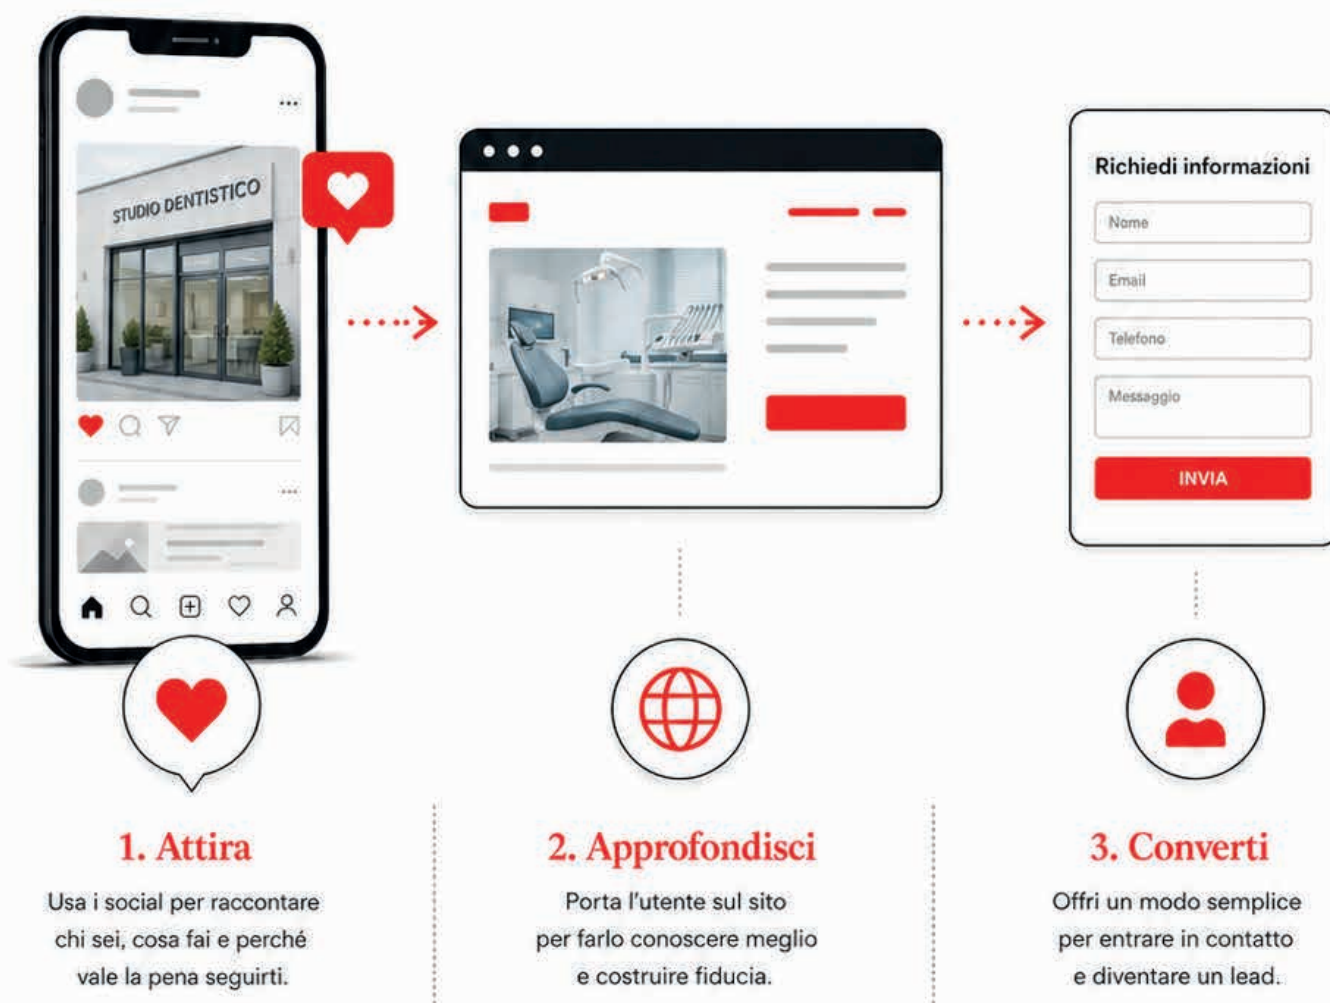 STUDIO DENTISTICO
Richiedi informazioni
Nome
Email
Telefono
Messaggio
INVIA
1. Attira
Usa i social per raccontare
chi sei, cosa fai e perché
vale la pena seguirti.
2. Approfondisci
Porta l'utente sul sito
per farlo conoscere meglio
e costruire fiducia.
3. Converti
Offri un modo semplice
per entrare in contatto
e diventare un lead.